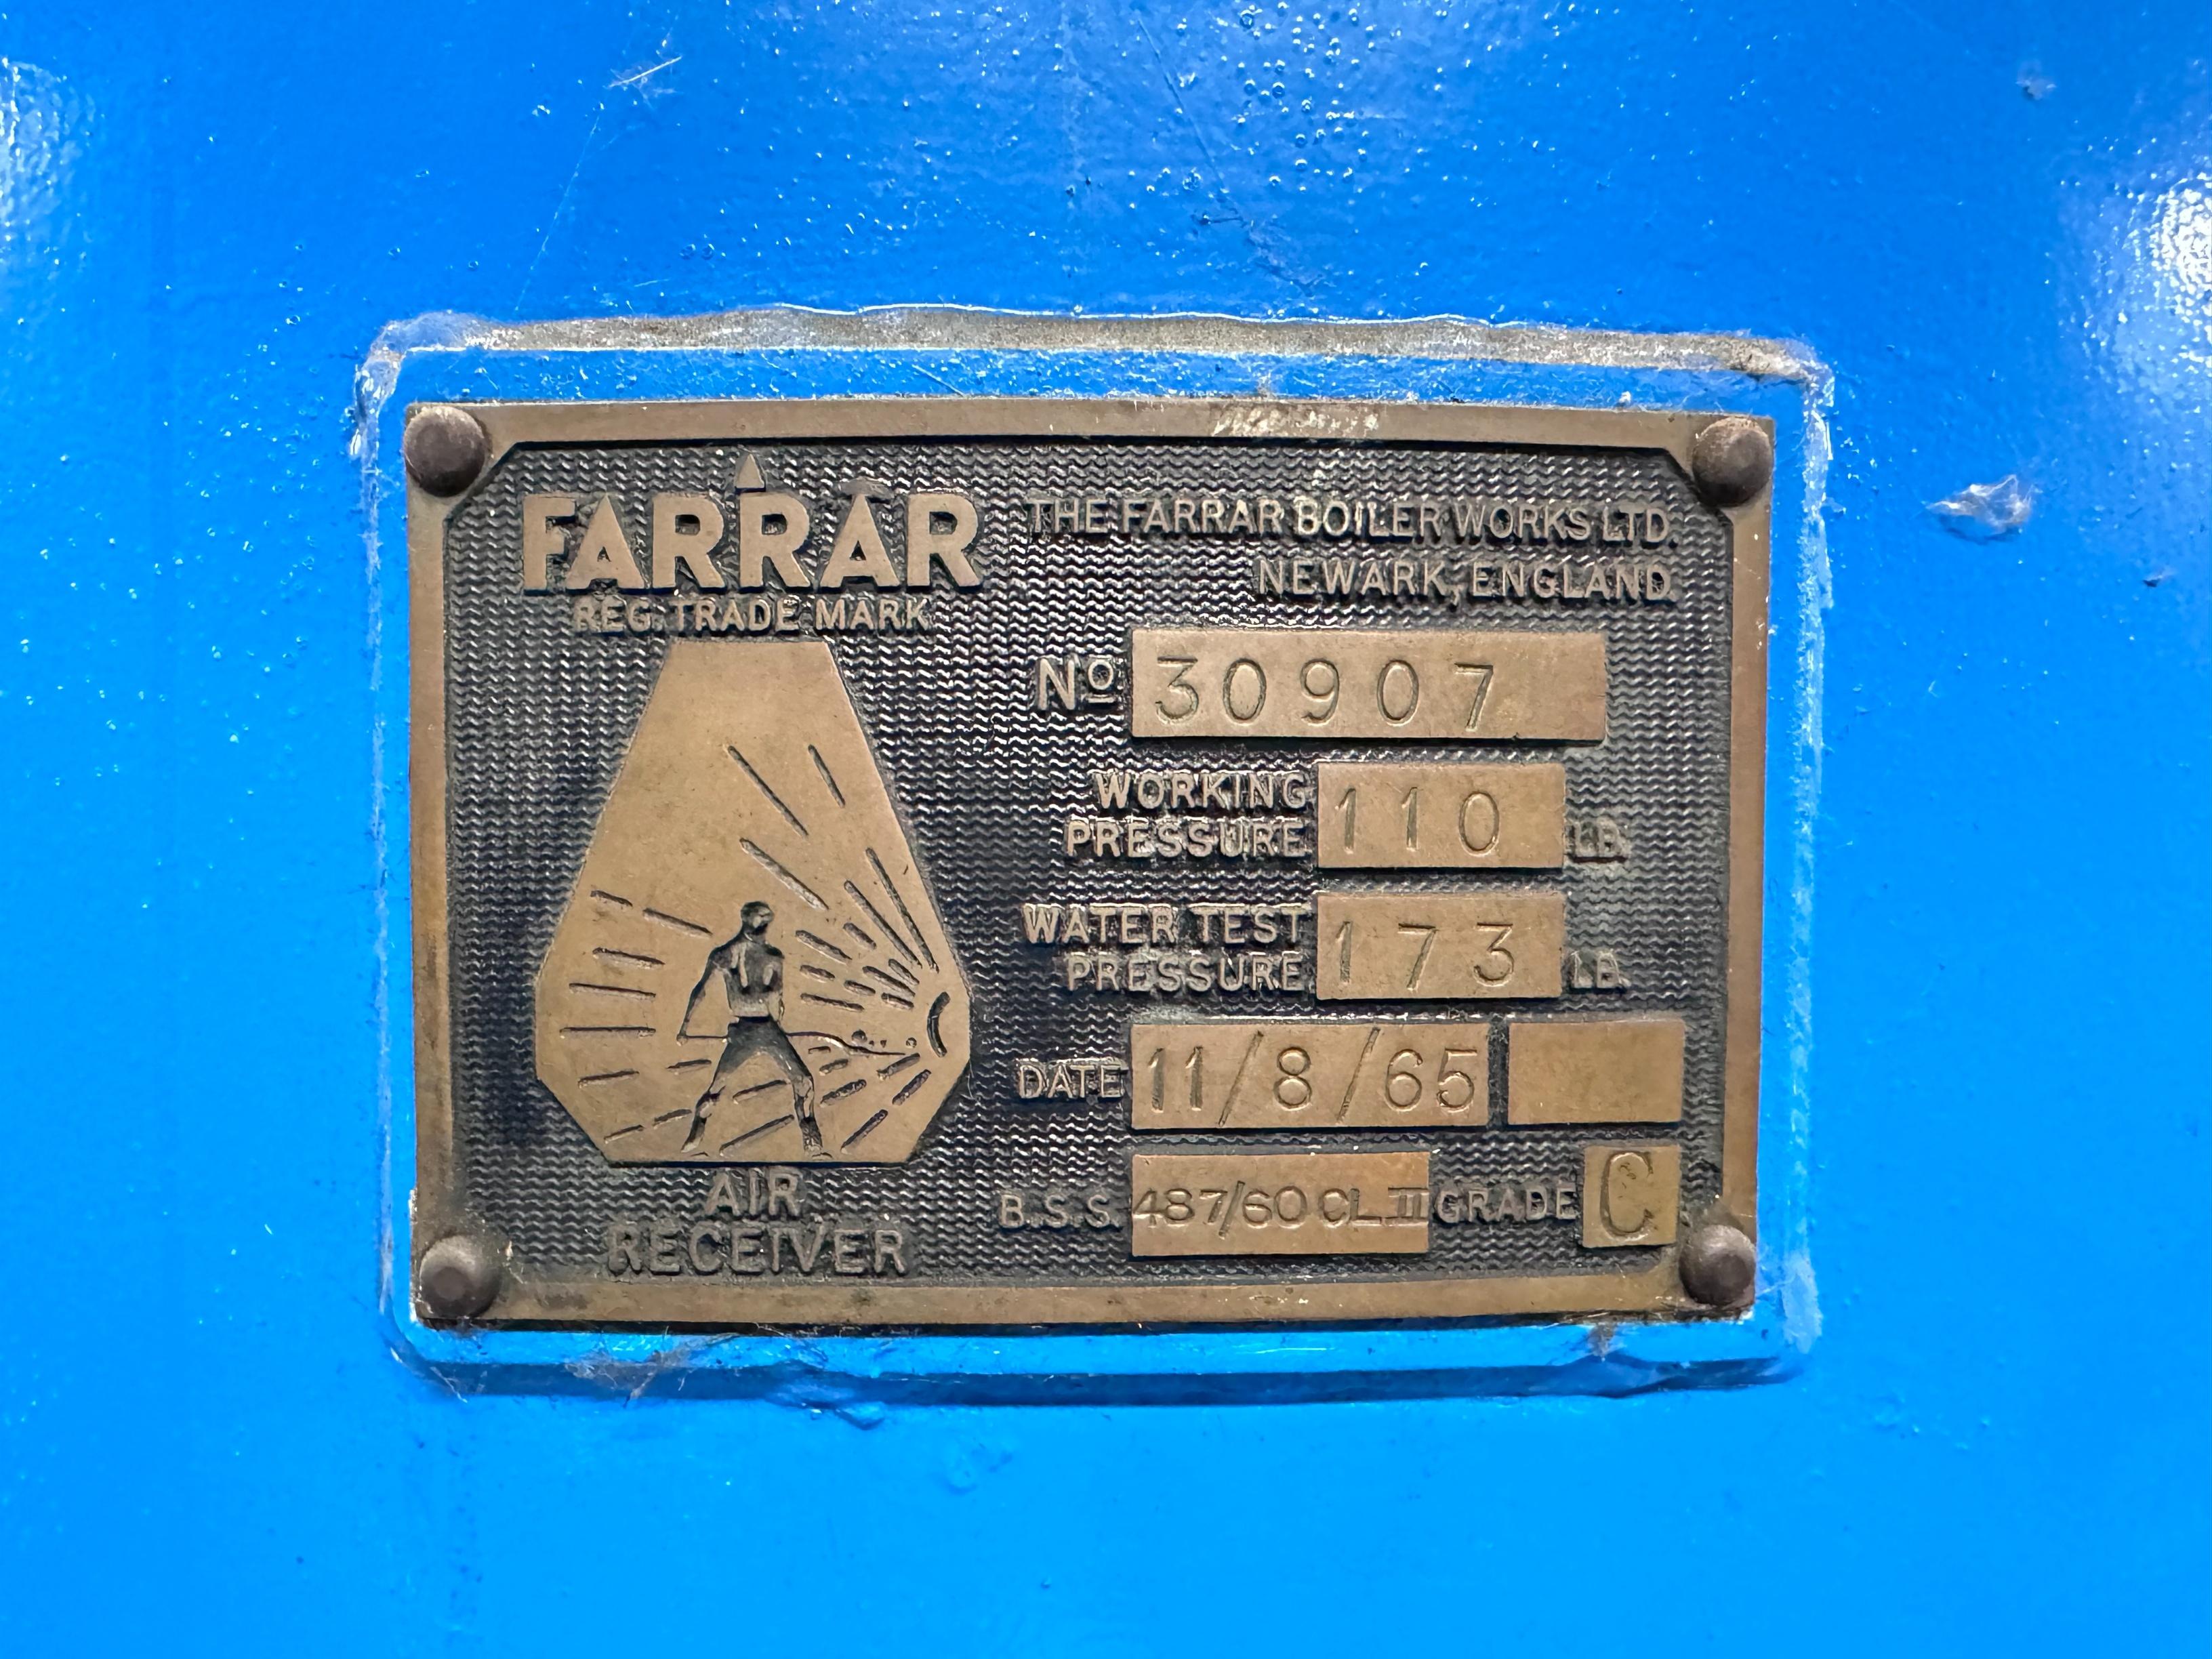 FARRAR
REG. TRADE MARK
AIR
RECEIVER
THE FARRAR BOILER WORKS LTD.
NEWARK, ENGLAND.
Nº 30907
WORKING
PRESSURE 110 LB.
WATER TEST
PRESSURE 173 LB.
DATE 11/8/65
B.S.S. 487/60 CL III GRADE C